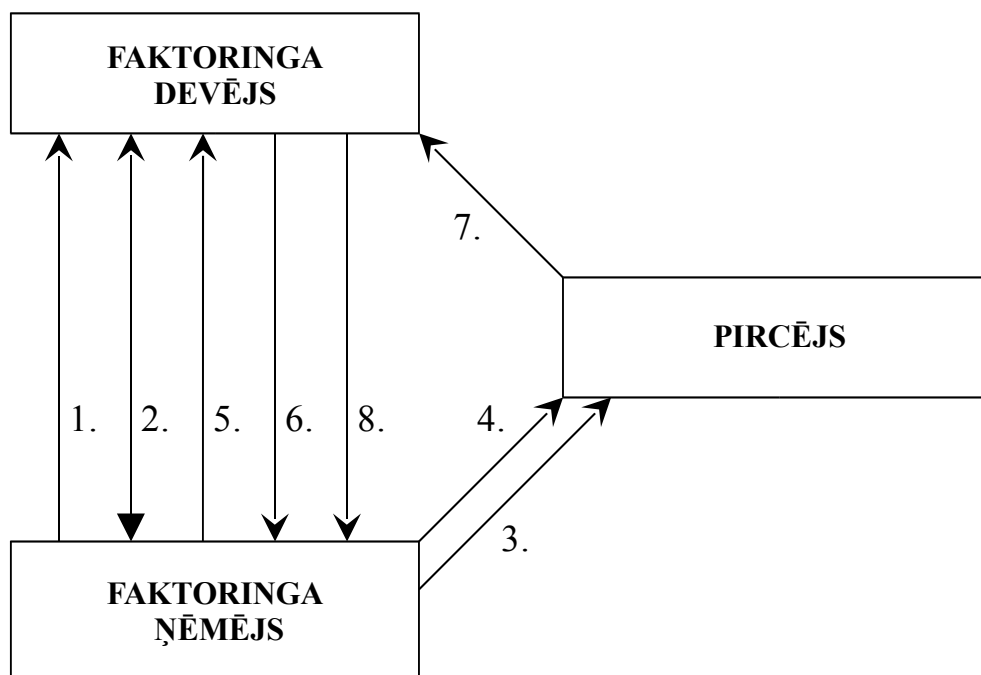 FAKTORINGA
DEVĒJS
7.
PIRCĒJS
1. 2. 5. 6. 8. 4.
3.
FAKTORINGA
ŅĒMĒJS